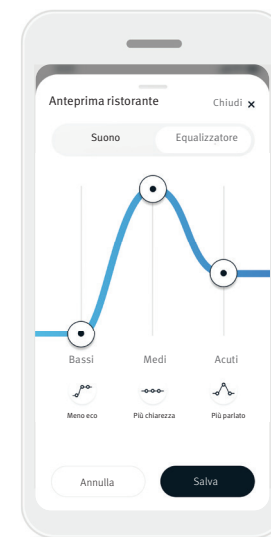 Anteprima ristorante Chiudi ×
Suono Equalizzatore
Bassi Medi Acuti
Meno eco Più chiarezza Più parlato
Annulla Salva